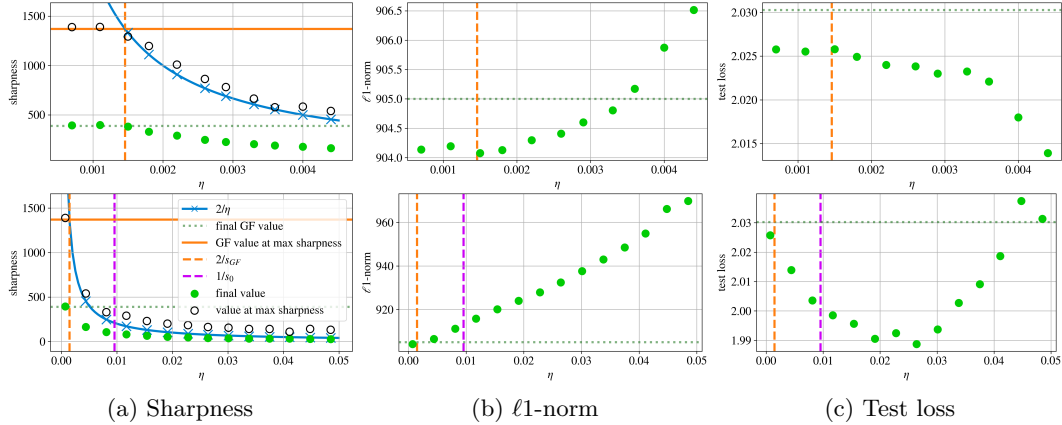 1500
1000
500
sharpness
0.001
0.002
0.003
0.004
η
906.5
906.0
905.5
905.0
904.5
904.0
ℓ1-norm
0.001
0.002
0.003
0.004
η
2.030
2.025
2.020
2.015
test loss
0.001
0.002
0.003
0.004
η
1500
1000
500
0
sharpness
0.00
0.01
0.02
0.03
0.04
0.05
η
2/η
final GF value
GF value at max sharpness
2/s_GF
1/s_0
final value
value at max sharpness
960
940
920
ℓ1-norm
0.00
0.01
0.02
0.03
0.04
0.05
η
2.03
2.02
2.01
2.00
1.99
test loss
0.00
0.01
0.02
0.03
0.04
0.05
η
(a) Sharpness
(b) ℓ1-norm
(c) Test loss